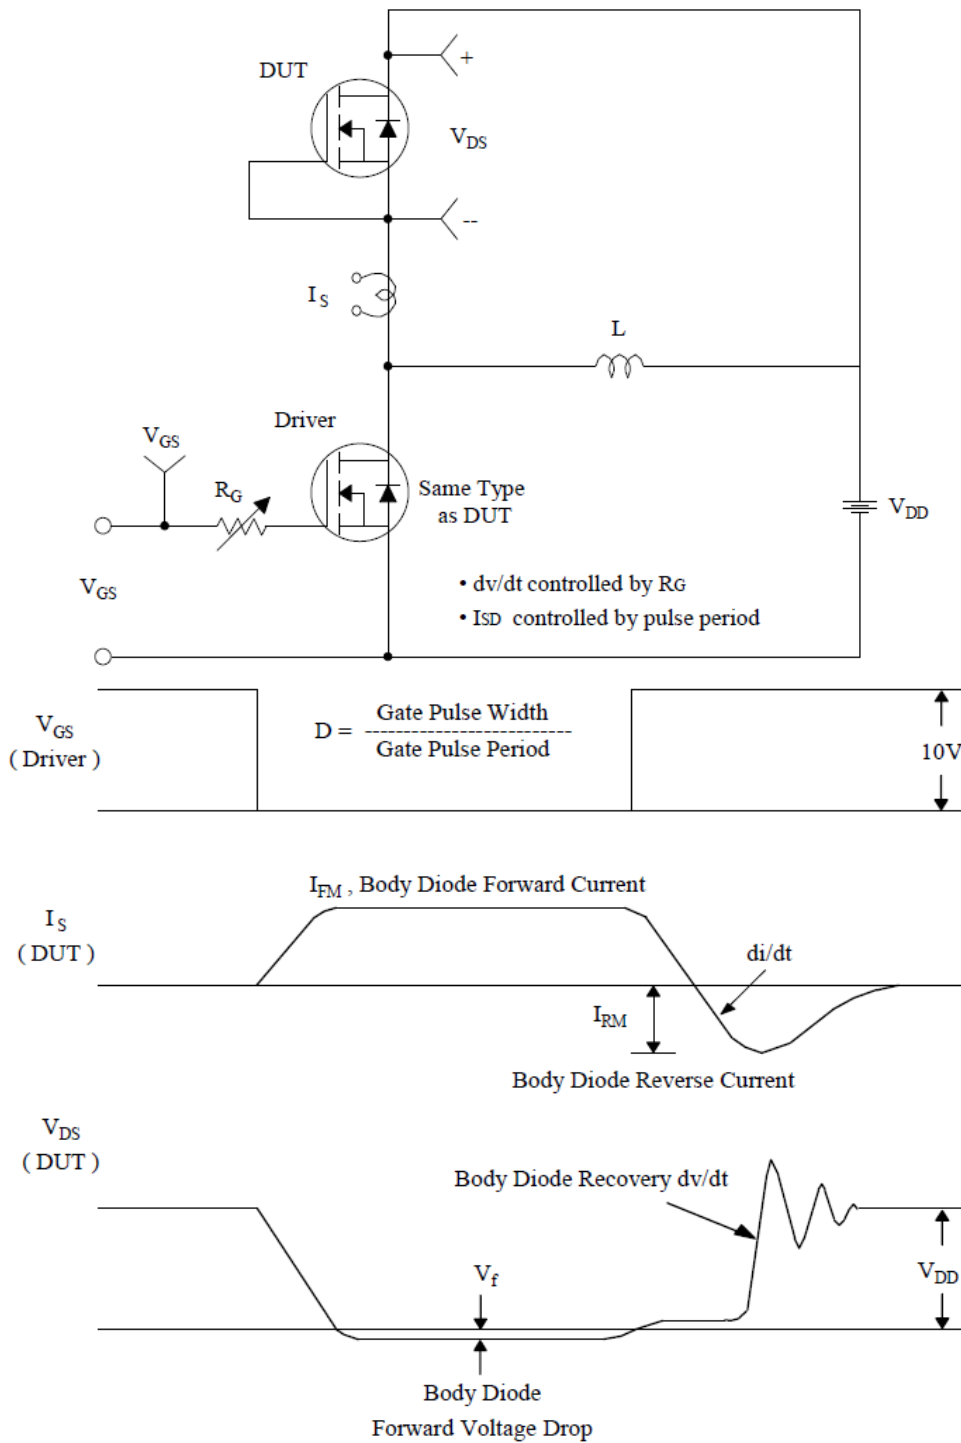 DUT
+
VDS
--
IS
L
Driver
VGS
RG
Same Type
as DUT
VDD
VGS
• dv/dt controlled by RG
• ISD controlled by pulse period
VGS
( Driver )
D = Gate Pulse Width
--------------------------
Gate Pulse Period
10V
IFM , Body Diode Forward Current
IS
( DUT )
di/dt
IRM
Body Diode Reverse Current
VDS
( DUT )
Body Diode Recovery dv/dt
Vf
VDD
Body Diode
Forward Voltage Drop